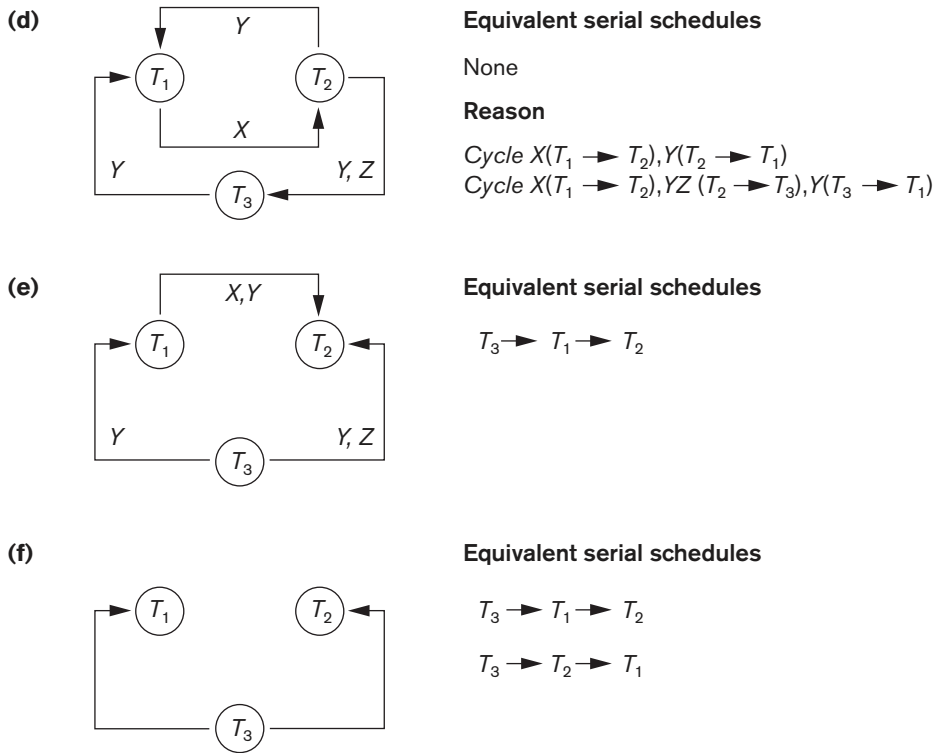 (d)
Y
T1
T2
X
Y
Y, Z
T3
Equivalent serial schedules
None
Reason
Cycle X(T1 → T2),Y(T2 → T1)
Cycle X(T1 → T2),YZ (T2 → T3),Y(T3 → T1)
(e)
X,Y
T1
T2
Y
Y, Z
T3
Equivalent serial schedules
T3 → T1 → T2
(f)
T1
T2
T3
Equivalent serial schedules
T3 → T1 → T2
T3 → T2 → T1